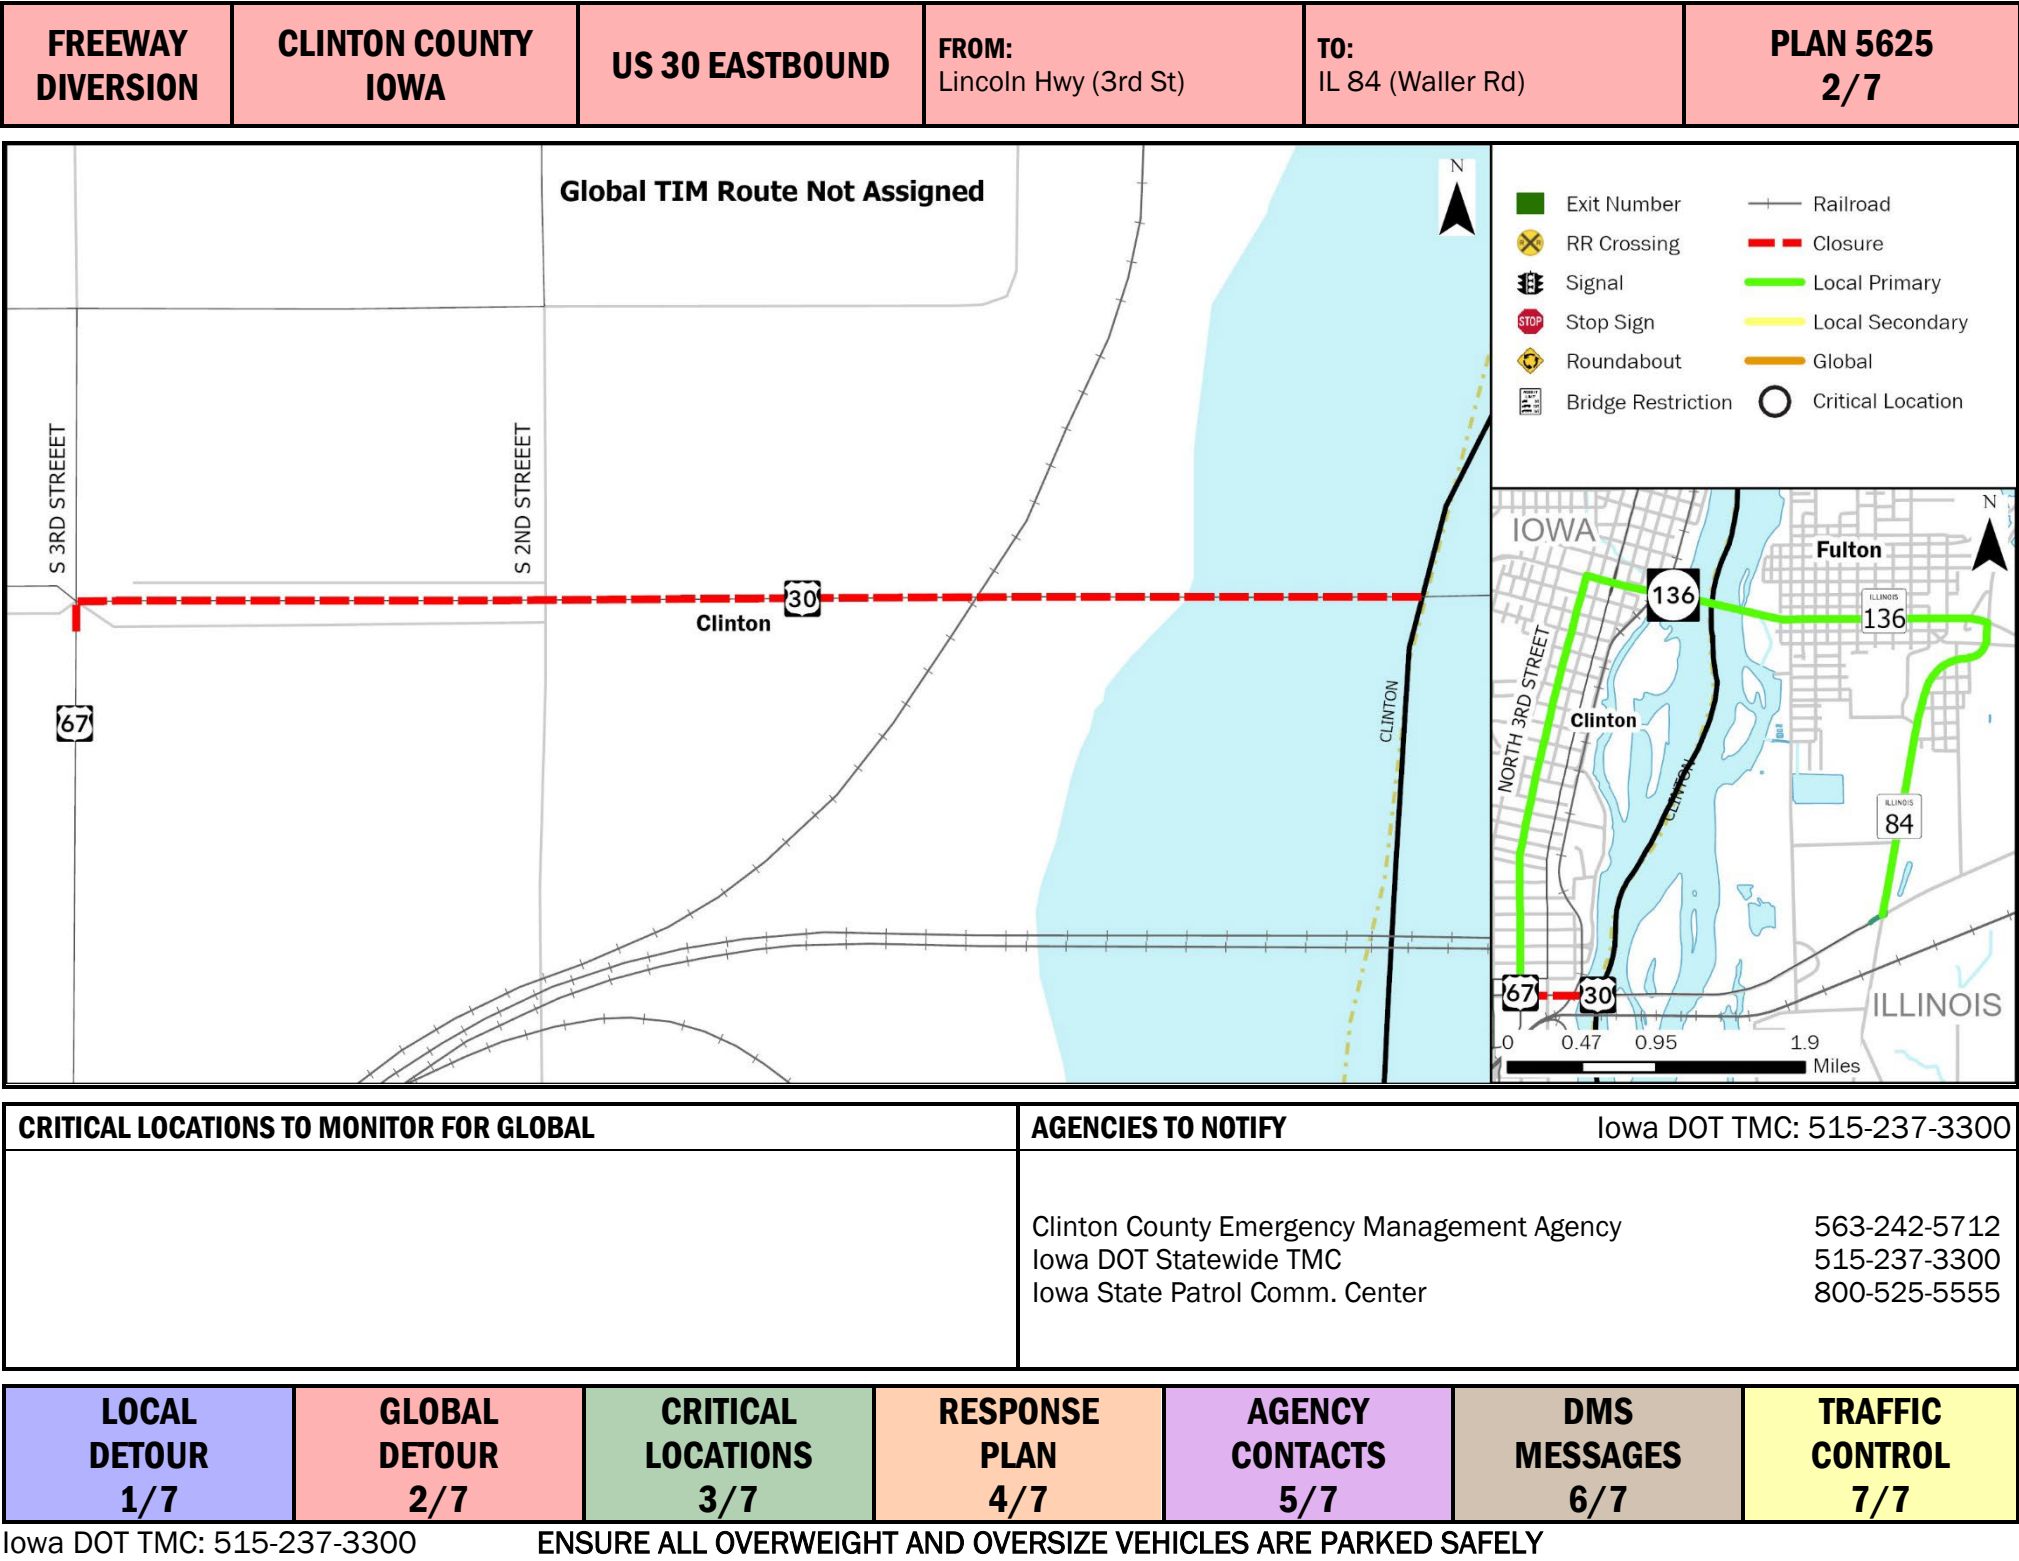 FREEWAY
DIVERSION
CLINTON COUNTY
IOWA
US 30 EASTBOUND
FROM:
Lincoln Hwy (3rd St)
TO:
IL 84 (Waller Rd)
PLAN 5625
2/7
Global TIM Route Not Assigned
N
S 3RD STREEET
S 2ND STREEET
30
Clinton
67
CLINTON
Exit Number
RR Crossing
Signal
STOP
Stop Sign
Roundabout
Bridge Restriction
Railroad
Closure
Local Primary
Local Secondary
Global
Critical Location
IOWA
N
Fulton
136
ILLINOIS
136
NORTH 3RD STREET
Clinton
CLINTON
ILLINOIS
84
67
30
ILLINOIS
0 0.47 0.95 1.9
Miles
CRITICAL LOCATIONS TO MONITOR FOR GLOBAL
AGENCIES TO NOTIFY Iowa DOT TMC: 515-237-3300
Clinton County Emergency Management Agency 563-242-5712
Iowa DOT Statewide TMC 515-237-3300
Iowa State Patrol Comm. Center 800-525-5555
LOCAL
DETOUR
1/7
GLOBAL
DETOUR
2/7
CRITICAL
LOCATIONS
3/7
RESPONSE
PLAN
4/7
AGENCY
CONTACTS
5/7
DMS
MESSAGES
6/7
TRAFFIC
CONTROL
7/7
Iowa DOT TMC: 515-237-3300 ENSURE ALL OVERWEIGHT AND OVERSIZE VEHICLES ARE PARKED SAFELY